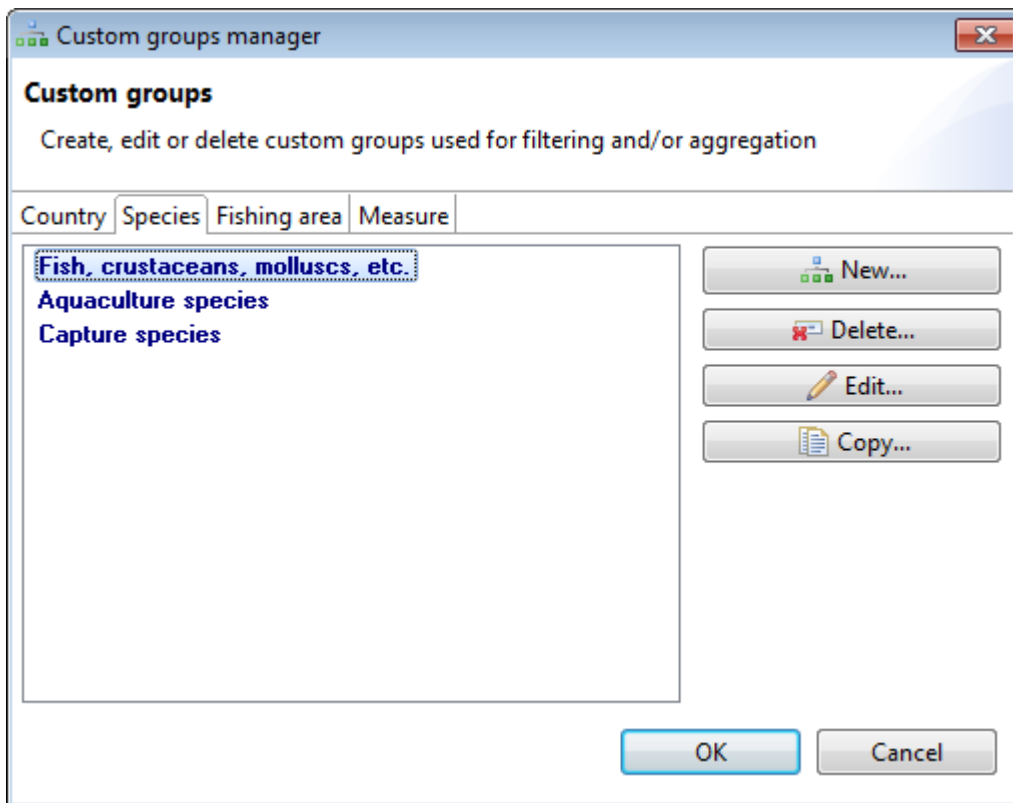 Custom groups manager
Custom groups
Create, edit or delete custom groups used for filtering and/or aggregation
Country Species Fishing area Measure
Fish, crustaceans, molluscs, etc.
Aquaculture species
Capture species
New...
Delete...
Edit...
Copy...
OK Cancel